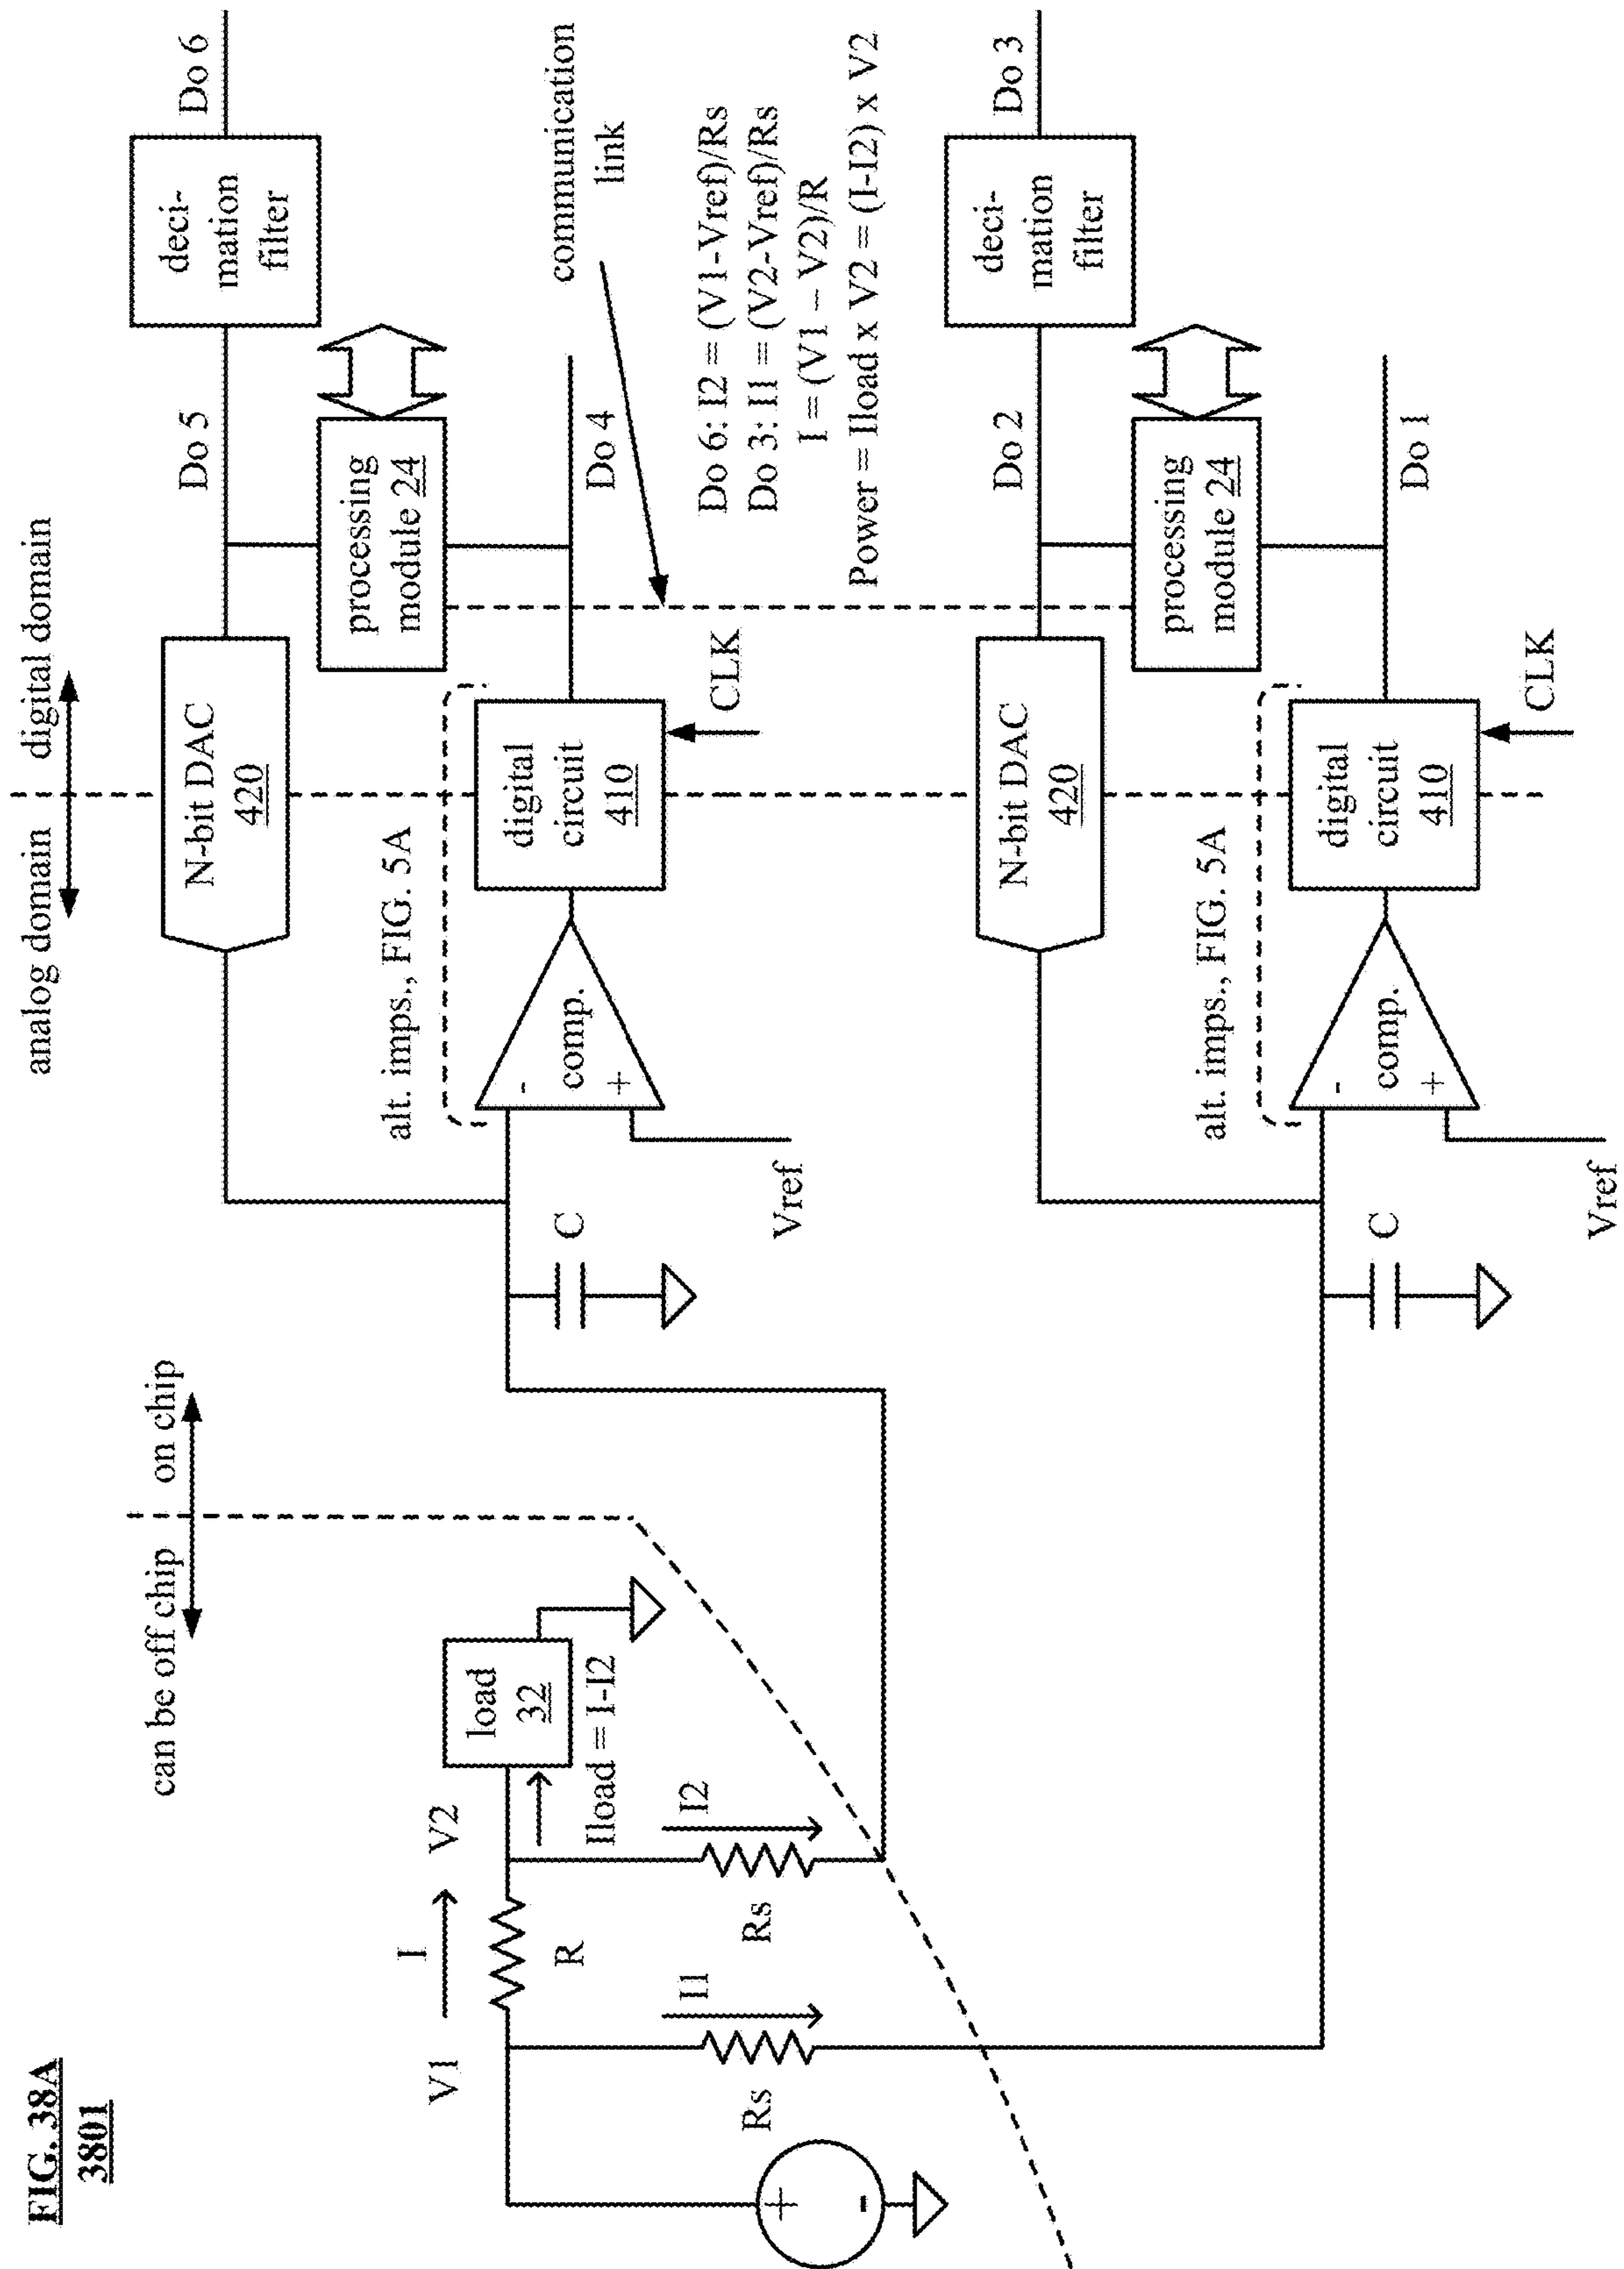 FIG. 38A
3801
analog domain
digital domain
can be off chip
on chip
N-bit DAC
420
Do 5
deci-
mation
filter
Do 6
processing
module 24
alt. imps., FIG. 5A
V1
I
V2
R
load
32
Iload = I-I2
C
-
comp.
+
Vref
digital
circuit
410
CLK
Do 4
communication
link
Rs
I1
Rs
I2
+
-
Do 6: I2 = (V1-Vref)/Rs
Do 3: I1 = (V2-Vref)/Rs
I = (V1 – V2)/R
Power = Iload x V2 = (I-I2) x V2
N-bit DAC
420
Do 2
deci-
mation
filter
Do 3
processing
module 24
alt. imps., FIG. 5A
C
-
comp.
+
Vref
digital
circuit
410
CLK
Do 1